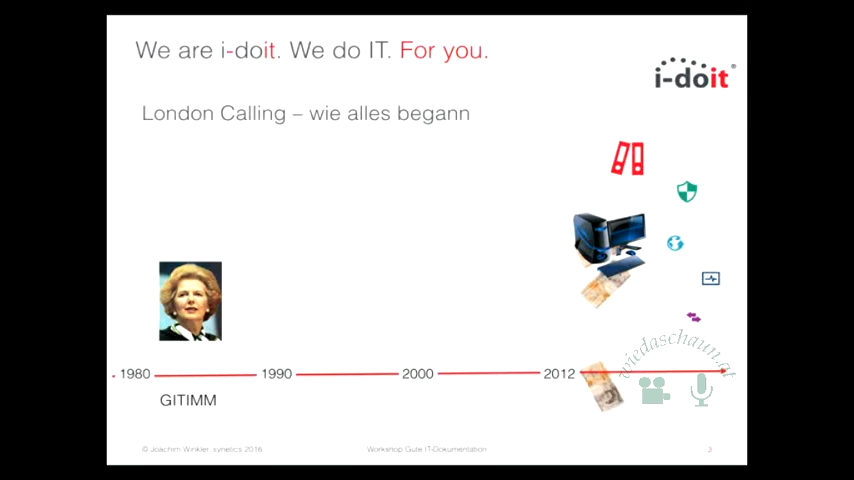 We are i-doit. We do IT. For you.
i-doit®
London Calling – wie alles begann
wiedaschaun.at
1980
1990
2000
2012
GITIMM
© Joachim Winkler synetics 2016
Workshop Gute IT-Dokumentation
3